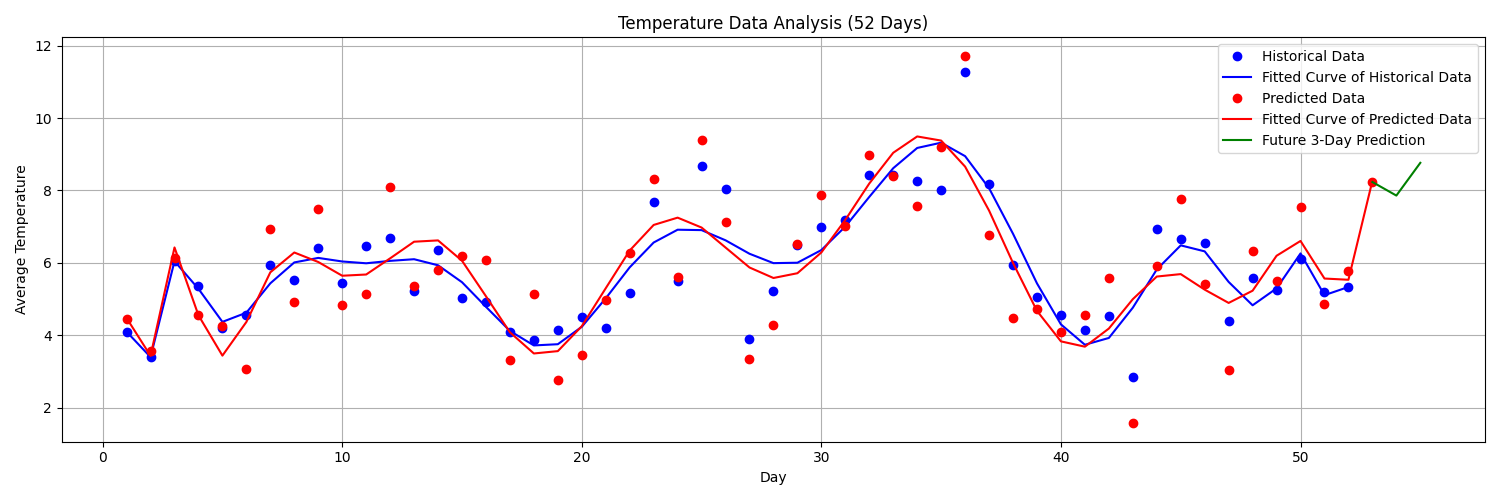 Temperature Data Analysis (52 Days)
12
10
8
6
4
2
Average Temperature
0
10
20
30
40
50
Day
Historical Data
Fitted Curve of Historical Data
Predicted Data
Fitted Curve of Predicted Data
Future 3-Day Prediction